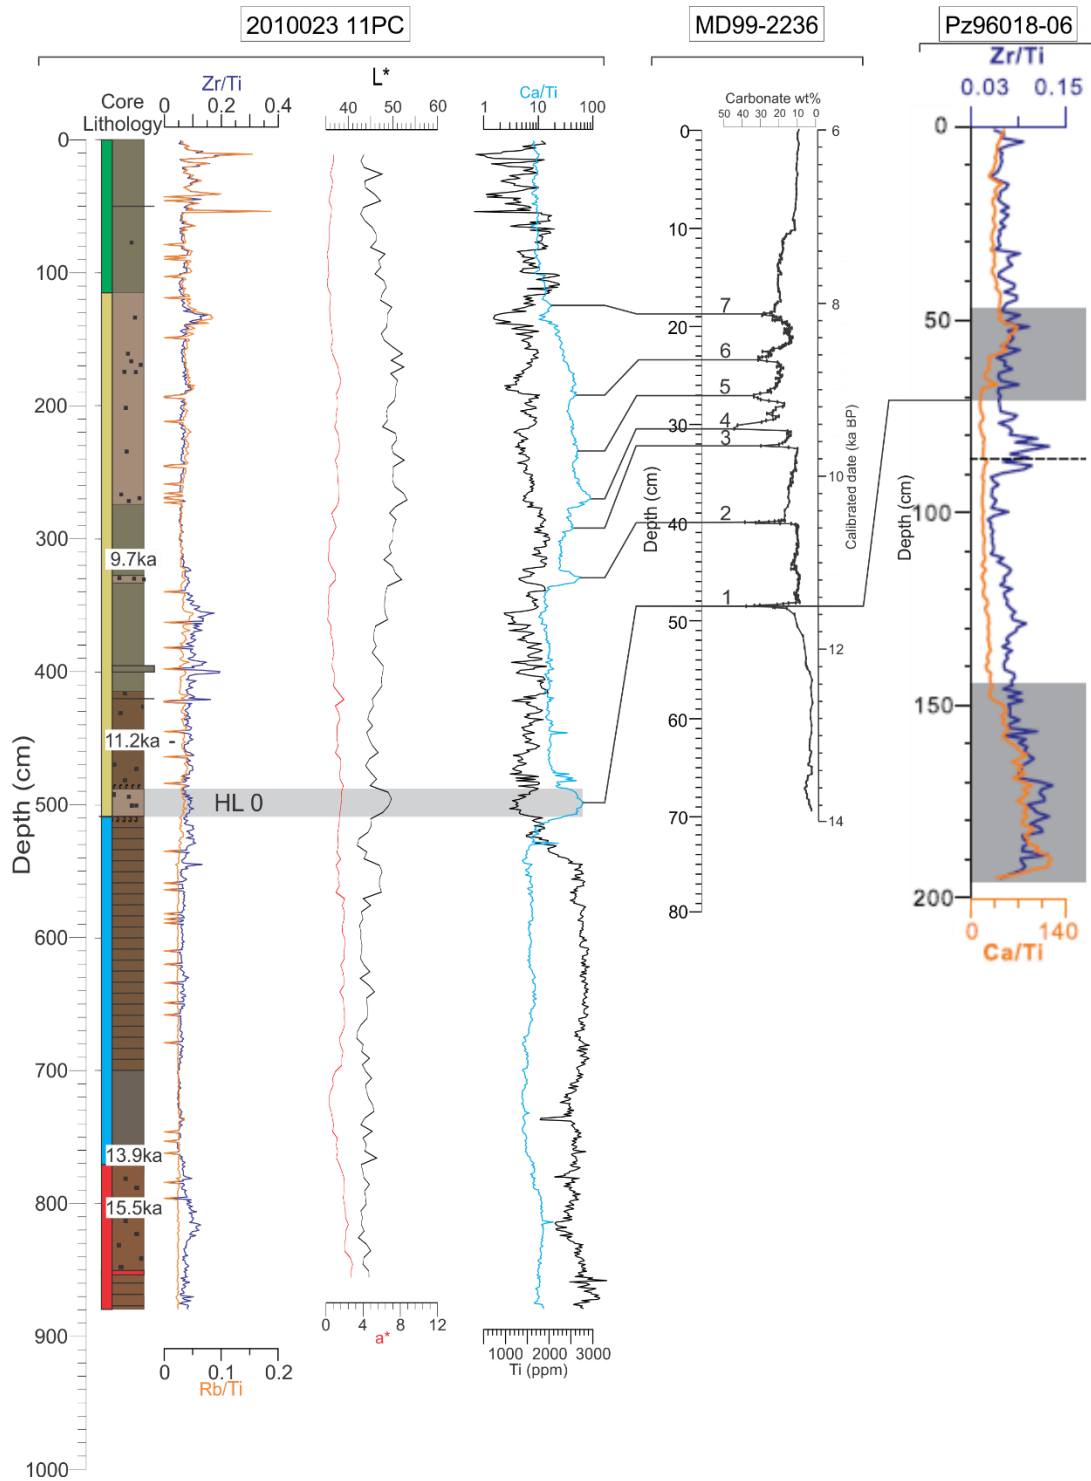 2010023 11PC
MD99-2236
Pz96018-06
Core
Lithology
Zr/Ti
0 0.2 0.4
L*
40 50 60
Ca/Ti
1 10 100
Carbonate wt%
50 40 30 20 10 0
Zr/Ti
0.03 0.15
Depth (cm)
0
100
200
300
400
500
600
700
800
900
1000
9.7ka
11.2ka
13.9ka
15.5ka
HL 0
0 0.1 0.2
Rb/Ti
0 4 8 12
a*
1000 2000 3000
Ti (ppm)
Depth (cm)
0
10
20
30
40
50
60
70
80
7
6
5
4
3
2
1
Calibrated date (ka BP)
6
8
10
12
14
Depth (cm)
0
50
100
150
200
0 140
Ca/Ti